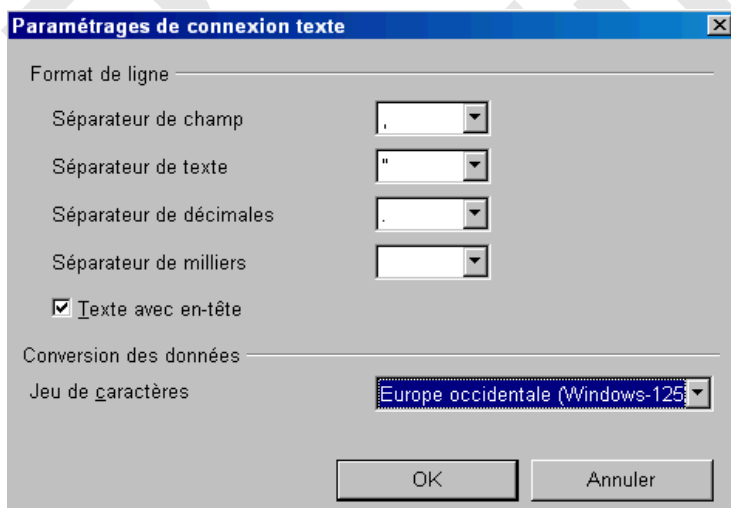 Paramétrages de connexion texte
Format de ligne
Séparateur de champ ,
Séparateur de texte "
Séparateur de décimales .
Séparateur de milliers
Texte avec en-tête
Conversion des données
Jeu de caractères Europe occidentale (Windows-125
OK Annuler